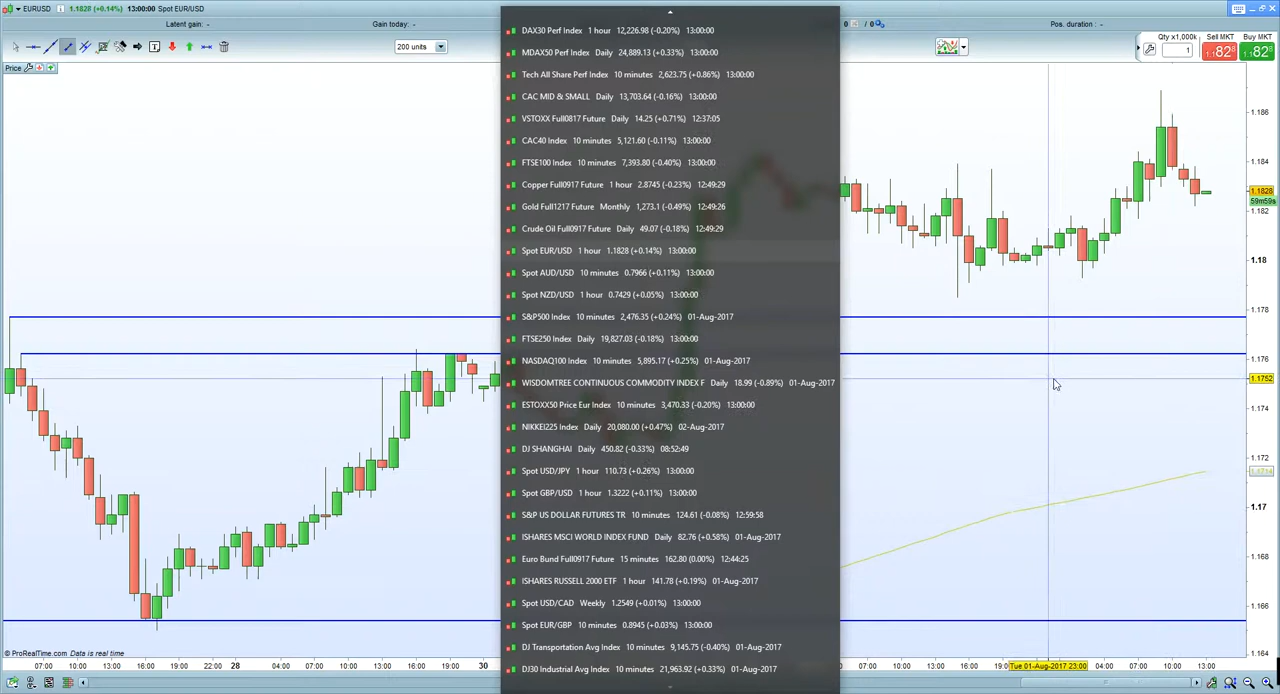 EURUSD 1.1828 (+0.14%) 13:00:00 Spot EUR/USD
Latent gain: -
Gain today: -
Pos. duration: -
200 units
Qty x1,000k
Sell MKT
Buy MKT
1
1.1 82 8
1.1 82 8
Price
DAX30 Perf Index 1 hour 12,226.98 (-0.20%) 13:00:00
MDAX50 Perf Index Daily 24,889.13 (+0.33%) 13:00:00
Tech All Share Perf Index 10 minutes 2,623.75 (+0.86%) 13:00:00
CAC MID & SMALL Daily 13,703.64 (-0.16%) 13:00:00
VSTOXX Full0817 Future Daily 14.25 (+0.71%) 12:37:05
CAC40 Index 10 minutes 5,121.60 (-0.11%) 13:00:00
FTSE100 Index 10 minutes 7,393.80 (-0.40%) 13:00:00
Copper Full0917 Future 1 hour 2.8745 (-0.23%) 12:49:29
Gold Full1217 Future Monthly 1,273.1 (-0.49%) 12:49:26
Crude Oil Full0917 Future Daily 49.07 (-0.18%) 12:49:29
Spot EUR/USD 1 hour 1.1828 (+0.14%) 13:00:00
Spot AUD/USD 10 minutes 0.7966 (+0.11%) 13:00:00
Spot NZD/USD 1 hour 0.7429 (+0.05%) 13:00:00
S&P500 Index 10 minutes 2,476.35 (+0.24%) 01-Aug-2017
FTSE250 Index Daily 19,827.03 (-0.18%) 13:00:00
NASDAQ100 Index 10 minutes 5,895.17 (+0.25%) 01-Aug-2017
WISDOMTREE CONTINUOUS COMMODITY INDEX F Daily 18.99 (-0.89%) 01-Aug-2017
ESTOXX50 Price Eur Index 10 minutes 3,470.33 (-0.20%) 13:00:00
NIKKEI225 Index Daily 20,080.00 (+0.47%) 02-Aug-2017
DJ SHANGHAI Daily 450.82 (-0.33%) 08:52:49
Spot USD/JPY 1 hour 110.73 (+0.26%) 13:00:00
Spot GBP/USD 1 hour 1.3222 (+0.11%) 13:00:00
S&P US DOLLAR FUTURES TR 10 minutes 124.61 (-0.08%) 12:59:58
ISHARES MSCI WORLD INDEX FUND Daily 82.76 (+0.58%) 01-Aug-2017
Euro Bund Full0917 Future 15 minutes 162.80 (0.00%) 12:44:25
ISHARES RUSSELL 2000 ETF 1 hour 141.78 (+0.19%) 01-Aug-2017
Spot USD/CAD Weekly 1.2549 (+0.01%) 13:00:00
Spot EUR/GBP 10 minutes 0.8945 (+0.03%) 13:00:00
DJ Transportation Avg Index 10 minutes 9,145.75 (-0.40%) 01-Aug-2017
DJ30 Industrial Avg Index 10 minutes 21,963.92 (+0.33%) 01-Aug-2017
1.186
1.184
1.1828
59m59s
1.182
1.18
1.178
1.176
1.1752
1.174
1.172
1.1714
1.17
1.168
1.166
© ProRealTime.com Data is real time
07:00 10:00 13:00 16:00 19:00 22:00 28 04:00 07:00 10:00 13:00 16:00 19:00 22:00 30
07:00 10:00 13:00 16:00 19:00 Tue 01-Aug-2017 23:00 04:00 07:00 10:00 13:00